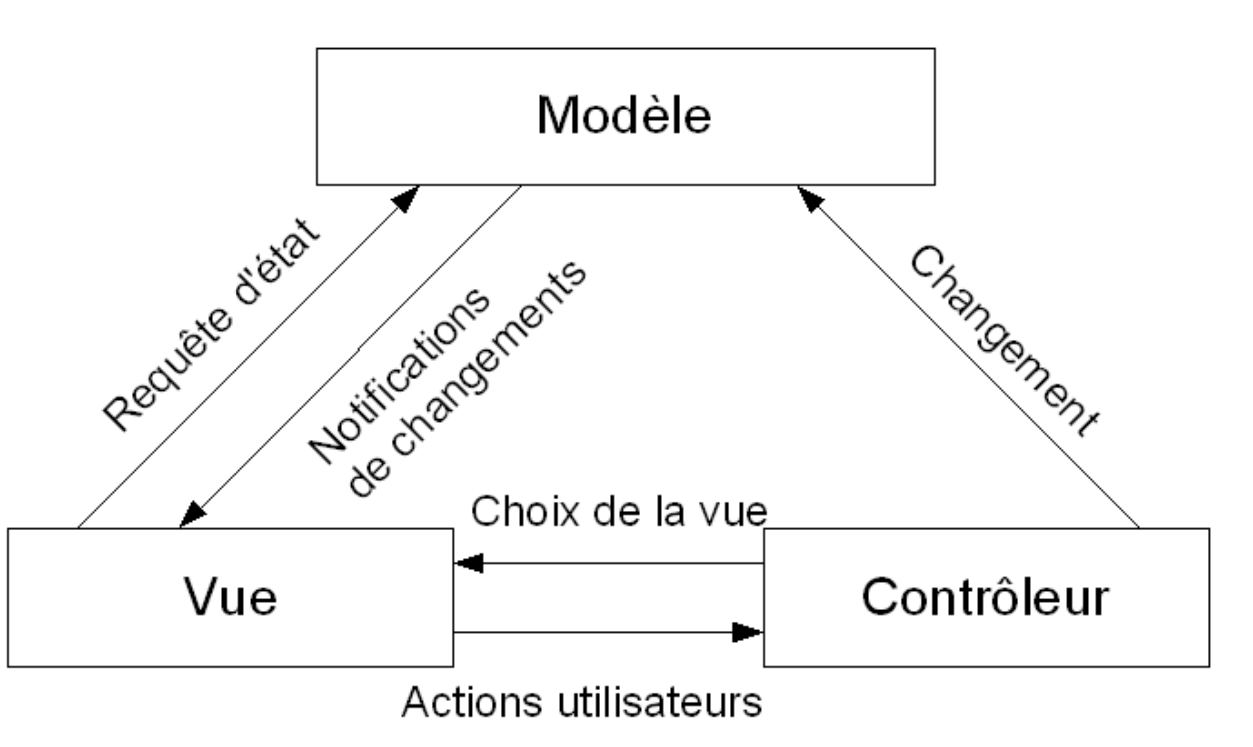 Modèle
Requête d'état
Notifications
de changements
Changement
Choix de la vue
Vue
Contrôleur
Actions utilisateurs